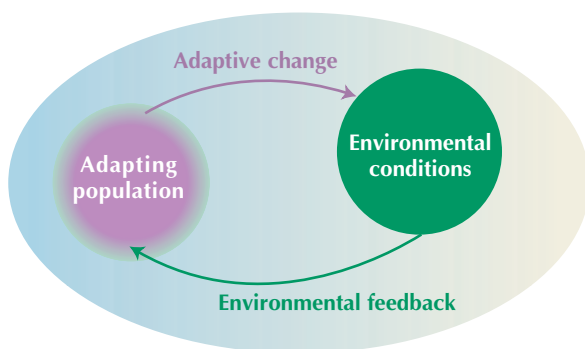 Adaptive change
Adapting
population
Environmental
conditions
Environmental feedback